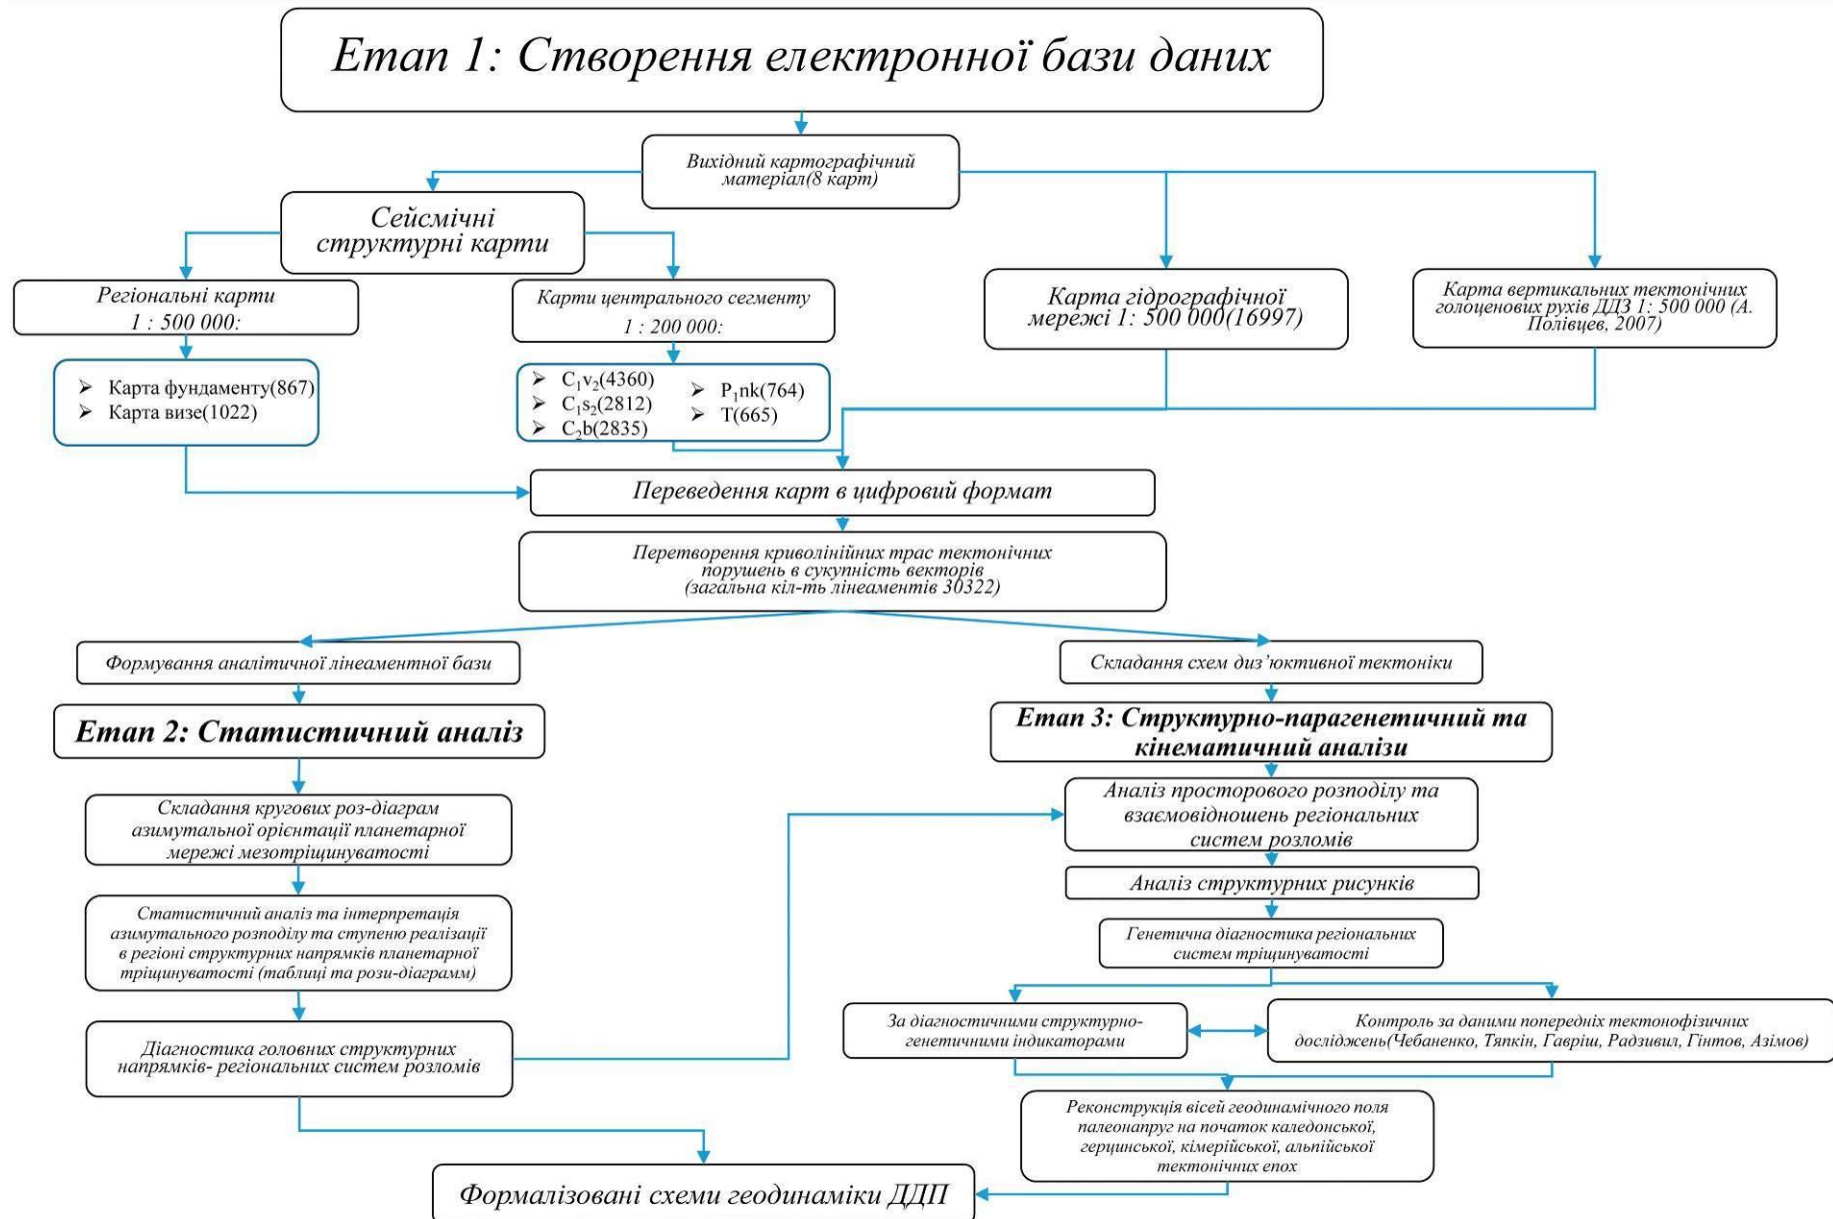 Етап 1: Створення електронної бази даних
Вихідний картографічний
матеріал(8 карт)
Сейсмічні
структурні карти
Регіональні карти
1 : 500 000:
Карти центрального сегменту
1 : 200 000:
Карта гідрографічної
мережі 1: 500 000(16997)
Карта вертикальних тектонічних
голоценових рухів ДДЗ 1: 500 000 (А.
Полівцев, 2007)
➢ Карта фундаменту(867)
➢ Карта визе(1022)
➢ C₁v₂(4360)
➢ C₁s₂(2812)
➢ C₂b(2835)
➢ P₁nk(764)
➢ T(665)
Переведення карт в цифровий формат
Перетворення криволінійних трас тектонічних
порушень в сукупність векторів
(загальна кіл-ть лінеаментів 30322)
Формування аналітичної лінеаментної бази
Складання схем диз’юктивної тектоніки
Етап 2: Статистичний аналіз
Етап 3: Структурно-парагенетичний та
кінематичний аналізи
Складання кругових роз-діаграм
азимутальної орієнтації планетарної
мережі мезотріщинуватості
Аналіз просторового розподілу та
взаємовідношень регіональних
систем розломів
Аналіз структурних рисунків
Статистичний аналіз та інтерпретація
азимутального розподілу та ступеню реалізації
в регіоні структурних напрямків планетарної
тріщинуватості (таблиці та рози-діаграмм)
Генетична діагностика регіональних
систем тріщинуватості
Діагностика головних структурних
напрямків- регіональних систем розломів
За діагностичними структурно-
генетичними індикаторами
Контроль за даними попередніх тектонофізичних
досліджень(Чебаненко, Тяпкін, Гавріш, Радзивил, Гінтов, Азімов)
Реконструкція вісей геодинамічного поля
палеонапруг на початок каледонської,
герцинської, кімерійської, альпійської
тектонічних епох
Формалізовані схеми геодинаміки ДДП